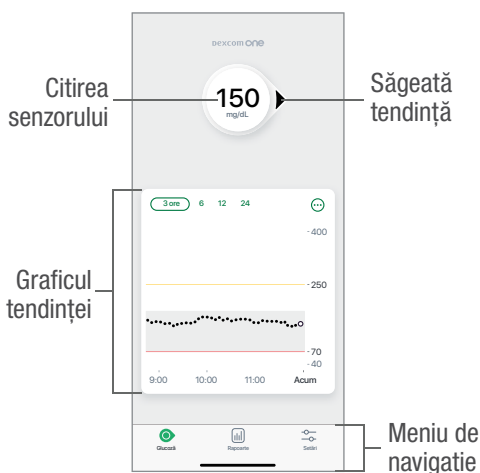 Dexcom ONE
Citirea
senzorului
150
mg/dL
Săgeată
tendință
3 ore 6 12 24
400
Graficul
tendinței
250
70
40
9:00 10:00 11:00 Acum
Glucoză Rapoarte Setări
Meniu de
navigație